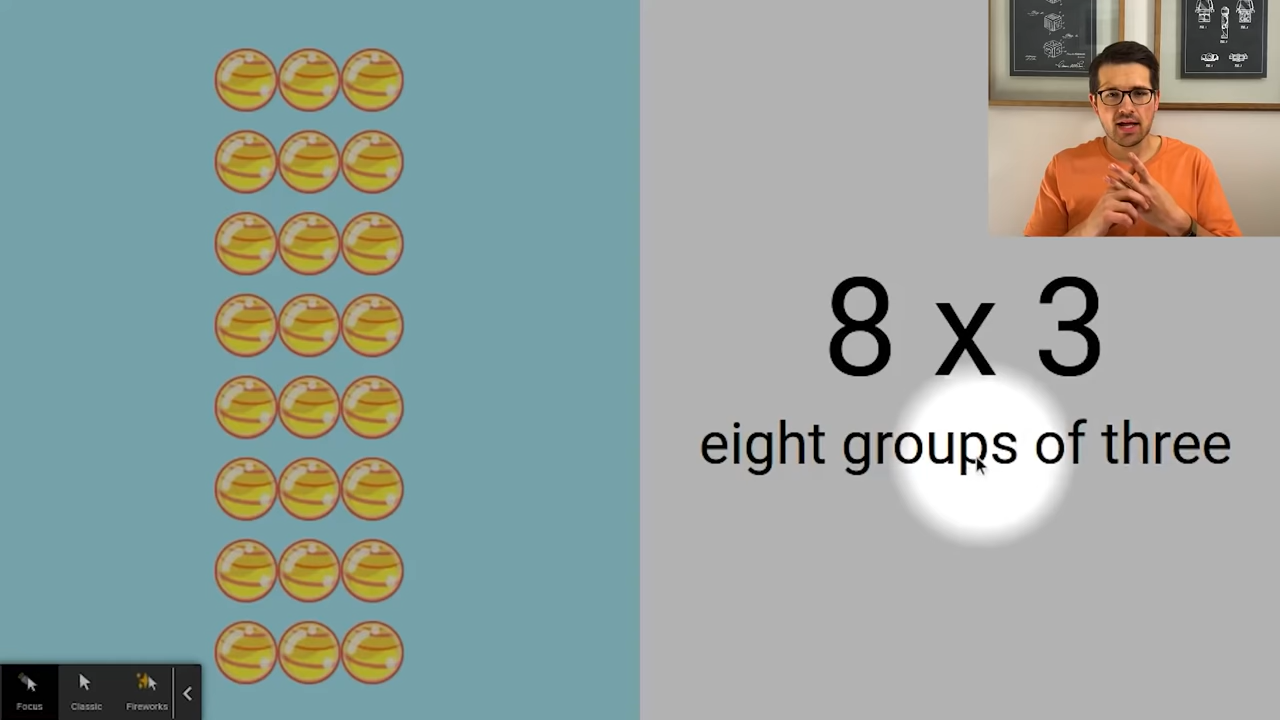 8 x 3
eight groups of three
Focus
Classic
Fireworks